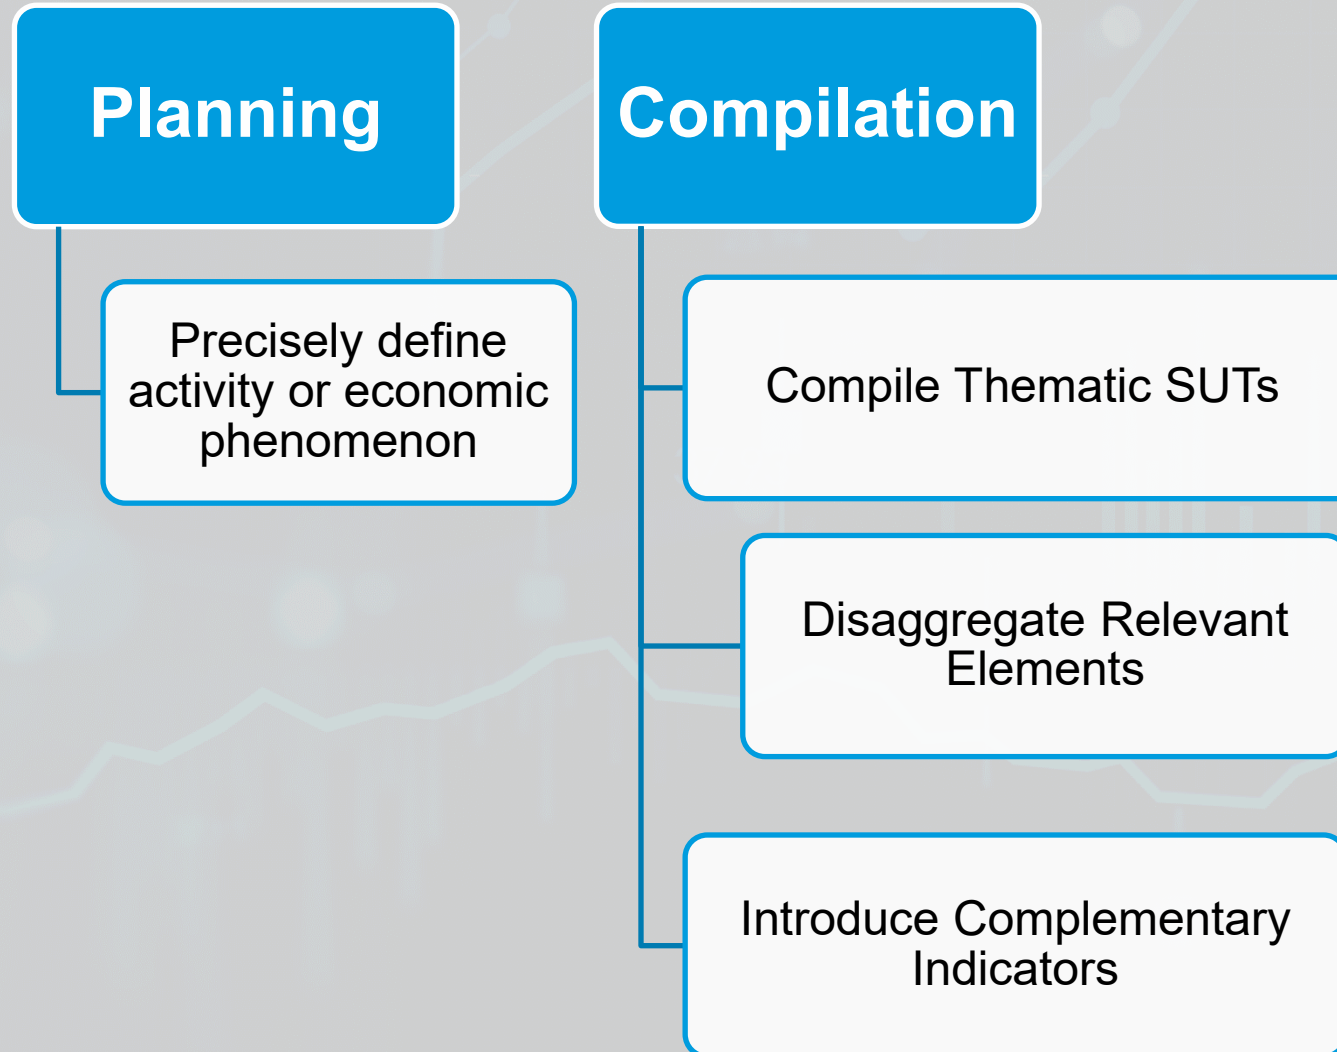 Planning
Precisely define
activity or economic
phenomenon
Compilation
Compile Thematic SUTs
Disaggregate Relevant
Elements
Introduce Complementary
Indicators